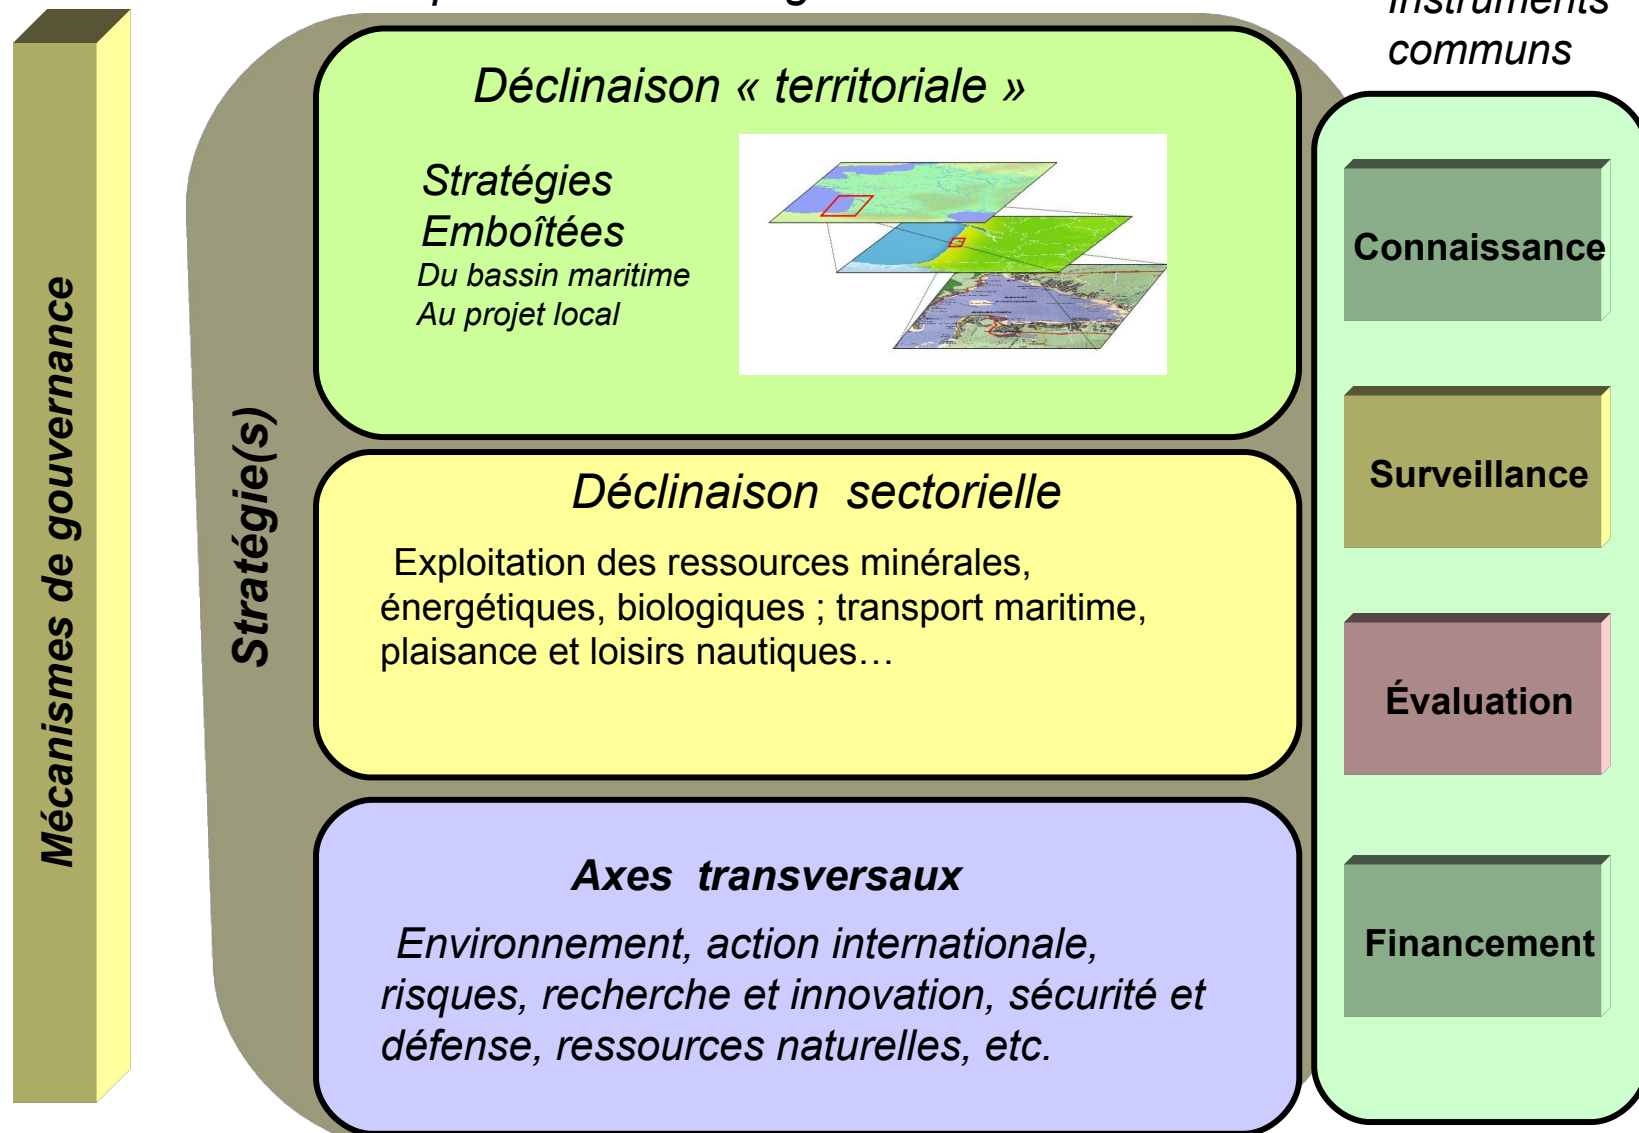 Instruments
communs
Mécanismes de gouvernance
Stratégie(s)
Déclinaison « territoriale »
Stratégies
Emboîtées
Du bassin maritime
Au projet local
Déclinaison sectorielle
Exploitation des ressources minérales,
énergétiques, biologiques ; transport maritime,
plaisance et loisirs nautiques…
Axes transversaux
Environnement, action internationale,
risques, recherche et innovation, sécurité et
défense, ressources naturelles, etc.
Connaissance
Surveillance
Évaluation
Financement